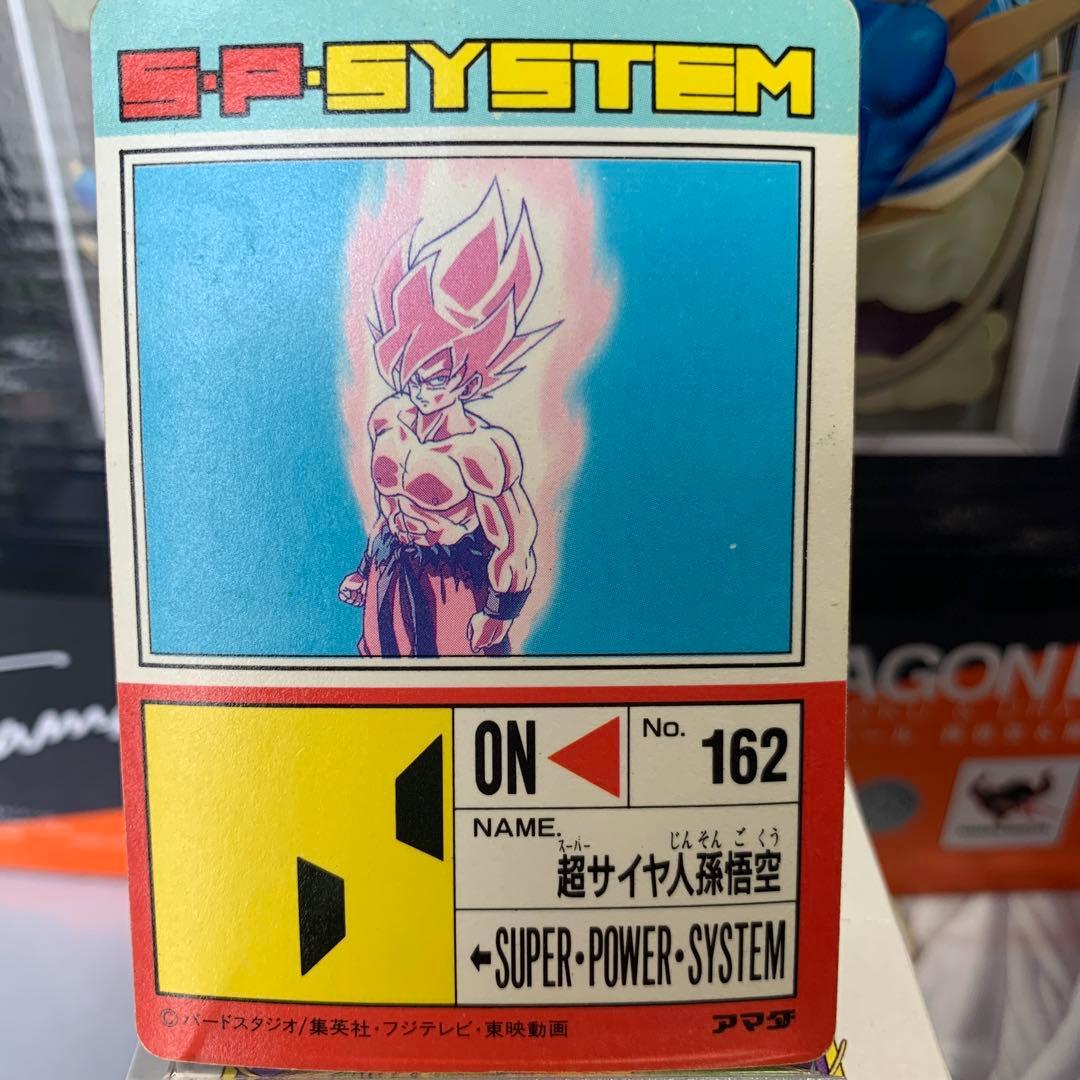 S·P·SYSTEM
ON
No. 162
NAME.
スーパー じんそんごくう
超サイヤ人孫悟空
←SUPER・POWER・SYSTEM
©バードスタジオ/集英社・フジテレビ・東映動画
アマダ
AGON